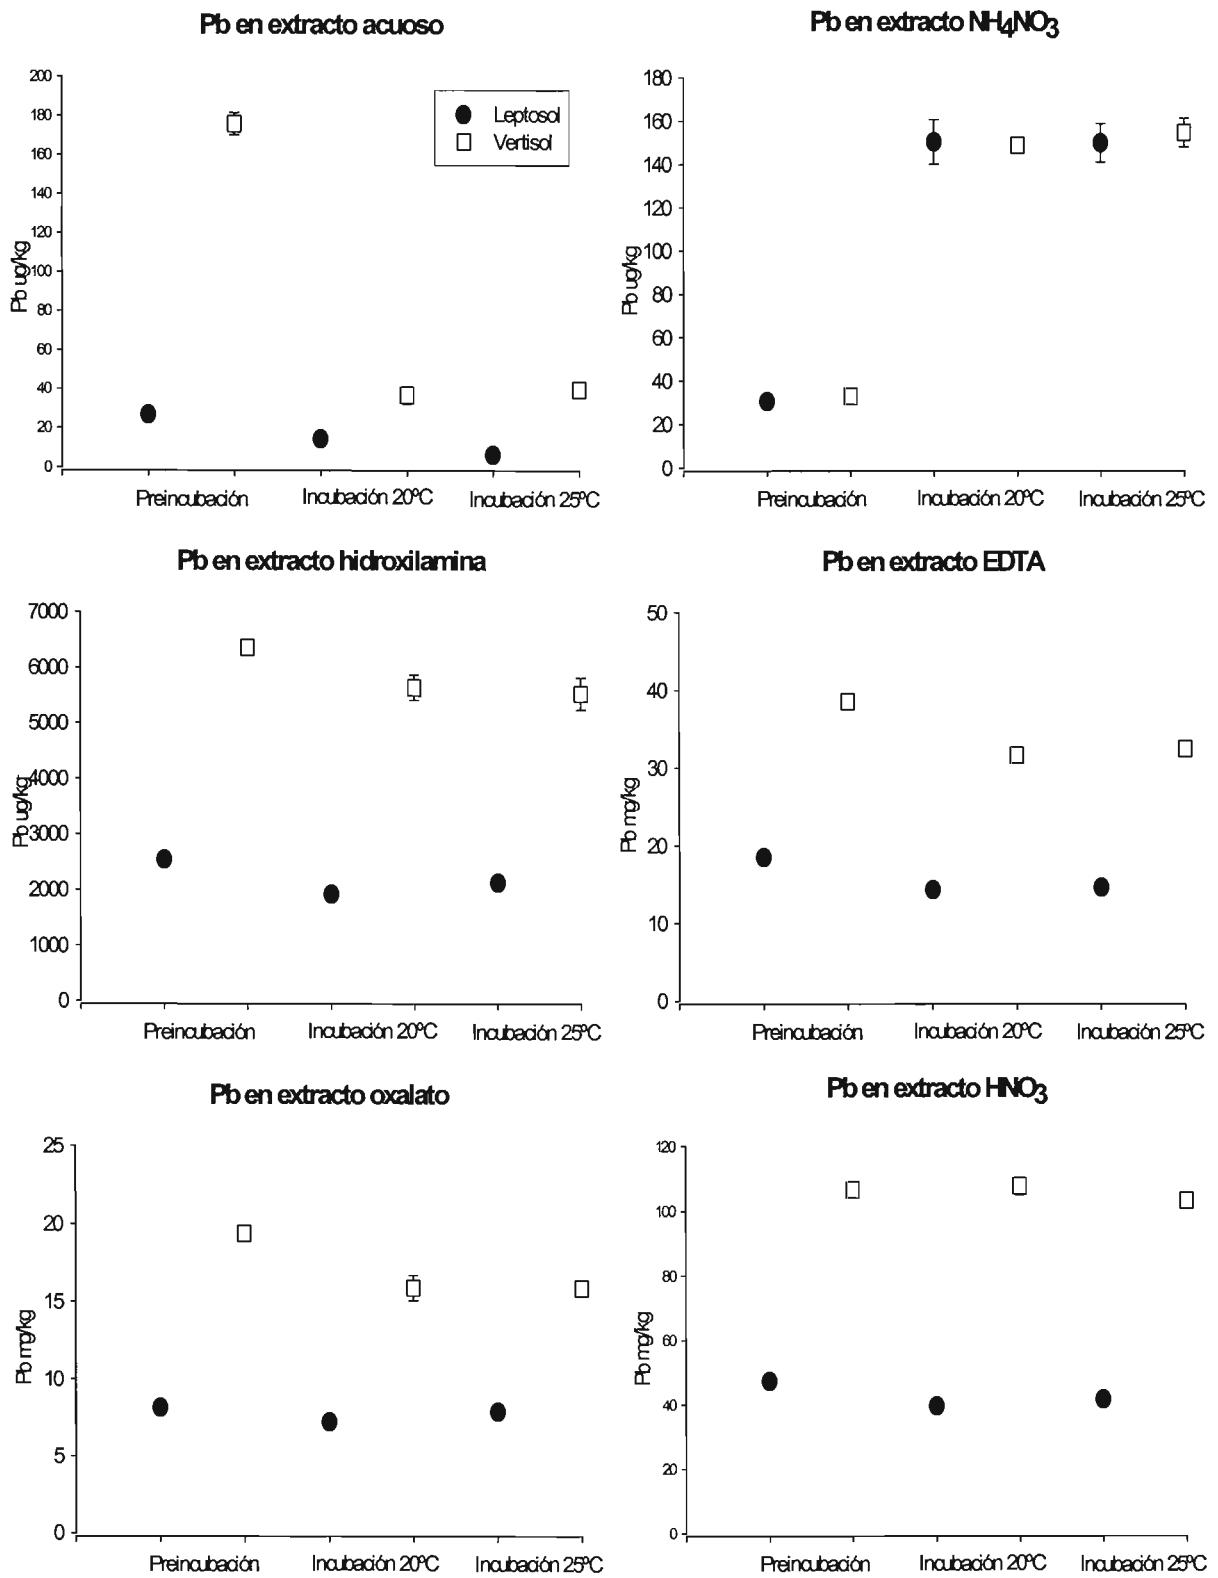 Pb en extracto acuoso
200
180
160
140
120
100
80
60
40
20
0
Pb ug/kg
Leptosol
Vertisol
Preincubación Incubación 20ºC Incubación 25ºC
Pb en extracto NH4NO3
180
160
140
120
100
80
60
40
20
0
Pb ug/kg
Preincubación Incubación 20ºC Incubación 25ºC
Pb en extracto hidroxilamina
7000
6000
5000
4000
3000
2000
1000
0
Pb ug/kg
Preincubación Incubación 20ºC Incubación 25ºC
Pb en extracto EDTA
50
40
30
20
10
0
Pb mg/kg
Preincubación Incubación 20ºC Incubación 25ºC
Pb en extracto oxalato
25
20
15
10
5
0
Pb mg/kg
Preincubación Incubación 20ºC Incubación 25ºC
Pb en extracto HNO3
120
100
80
60
40
20
0
Pb mg/kg
Preincubación Incubación 20ºC Incubación 25ºC